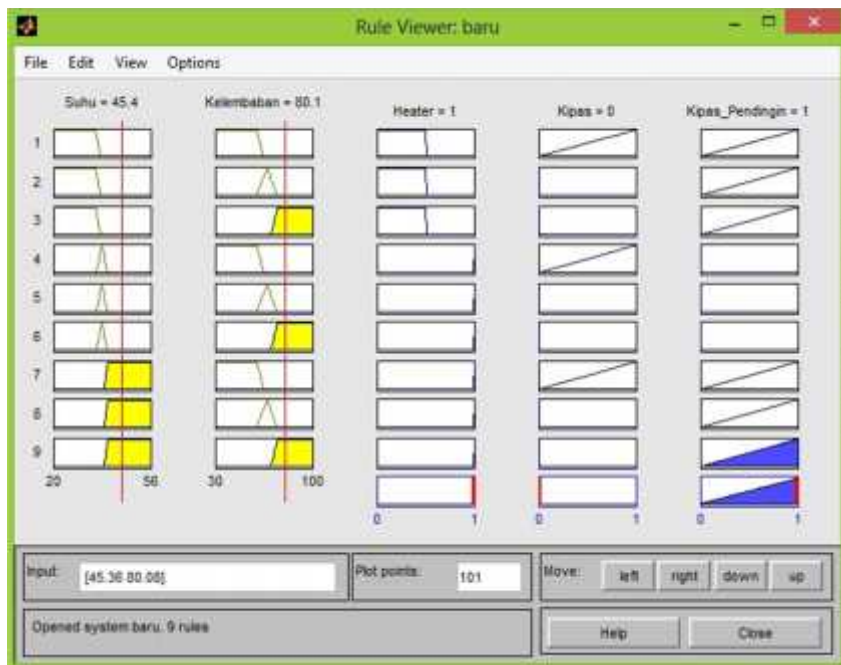 Rule Viewer: baru
File Edit View Options
Suhu = 45.4
Kelembaban = 80.1
Heater = 1
Kipas = 0
Kipas_Pendingin = 1
1
2
3
4
5
6
7
8
9
20 56
30 100
0 1
0 1
0 1
Input: [45.36 80.08]
Plot points: 101
Move: left right down up
Opened system baru, 9 rules
Help Close